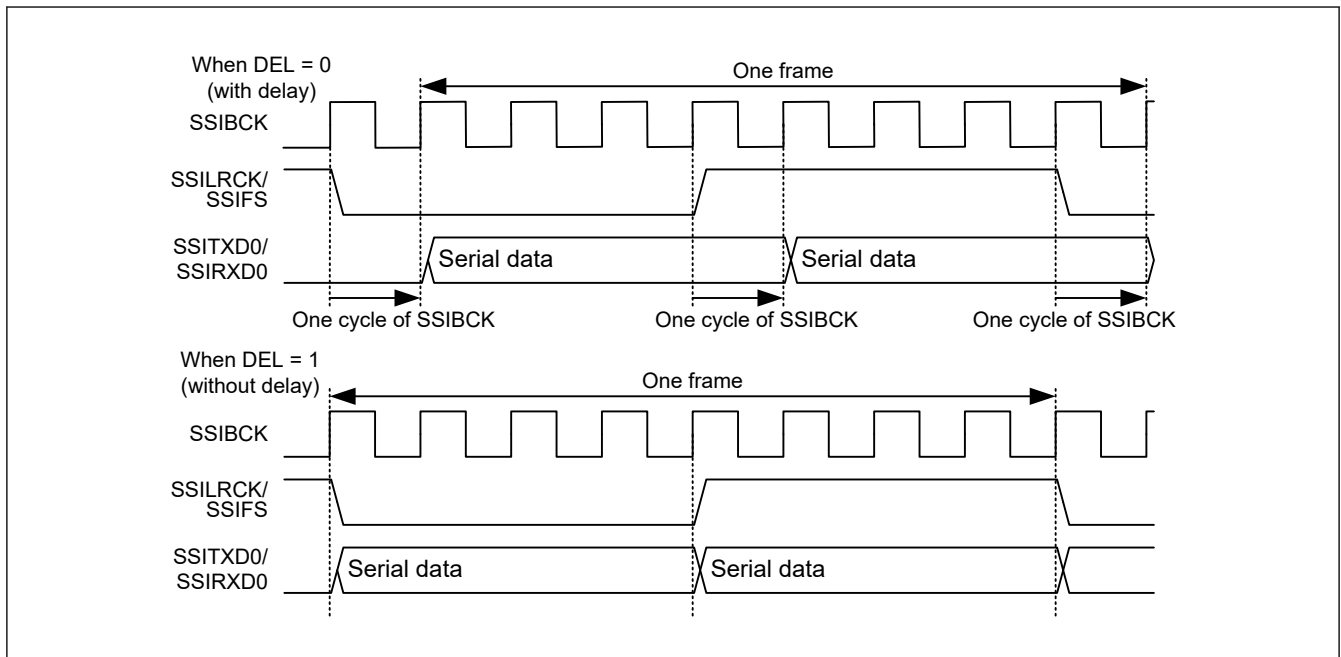 When DEL = 0
(with delay)
One frame
SSIBCK
SSILRCK/
SSIFS
SSITXD0/
SSIRXD0
Serial data
Serial data
One cycle of SSIBCK
One cycle of SSIBCK
One cycle of SSIBCK
When DEL = 1
(without delay)
One frame
SSIBCK
SSILRCK/
SSIFS
SSITXD0/
SSIRXD0
Serial data
Serial data